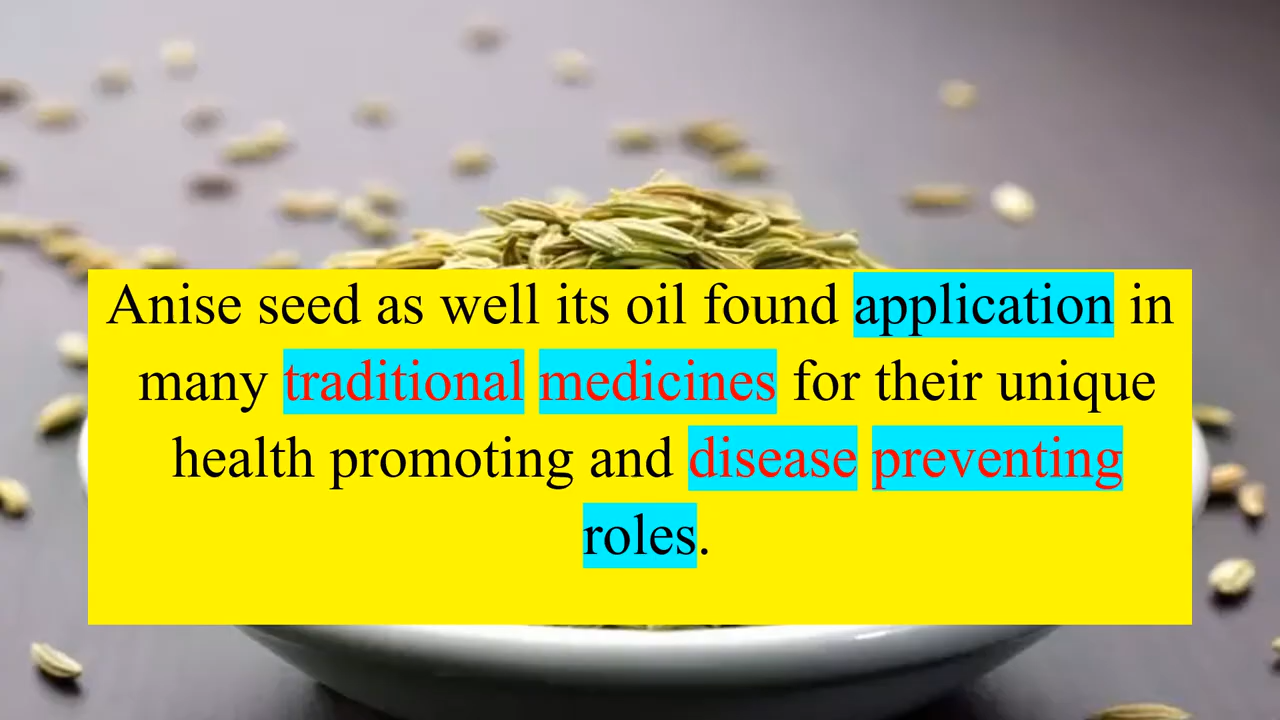 Anise seed as well its oil found application in
many traditional medicines for their unique
health promoting and disease preventing
roles.